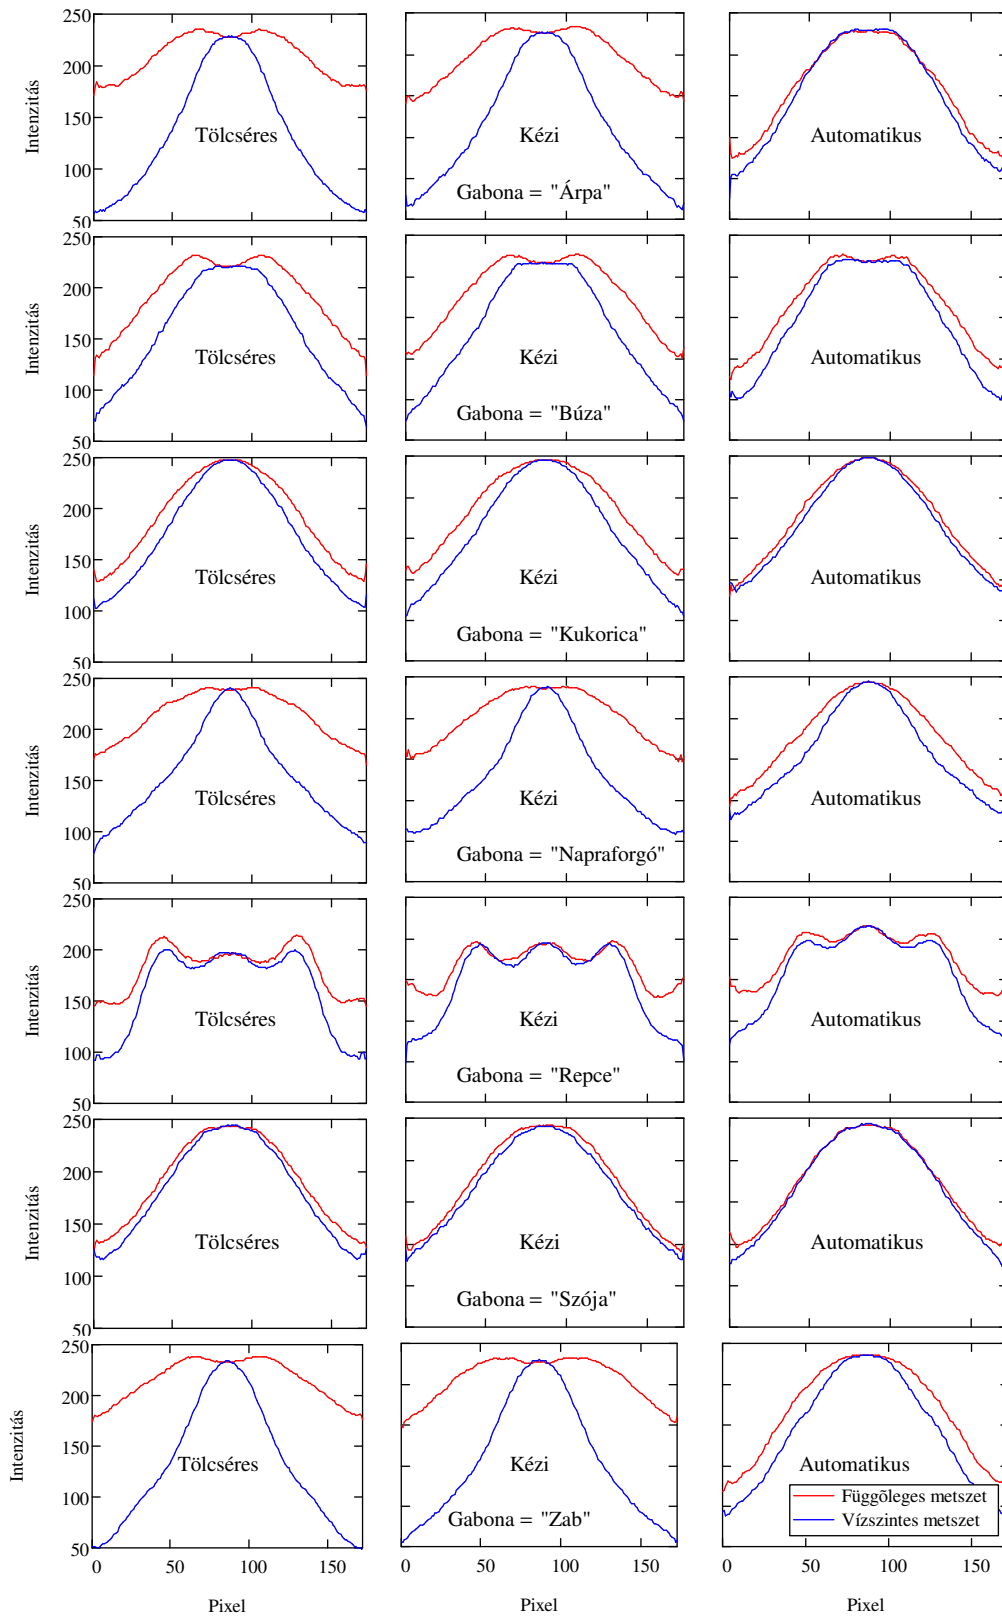 250
200
150
100
50
Intenzitás
Tölcséres
Kézi
Automatikus
Gabona = "Árpa"
250
200
150
100
50
Intenzitás
Tölcséres
Kézi
Automatikus
Gabona = "Búza"
250
200
150
100
50
Intenzitás
Tölcséres
Kézi
Automatikus
Gabona = "Kukorica"
250
200
150
100
50
Intenzitás
Tölcséres
Kézi
Automatikus
Gabona = "Napraforgó"
250
200
150
100
50
Intenzitás
Tölcséres
Kézi
Automatikus
Gabona = "Repce"
250
200
150
100
50
Intenzitás
Tölcséres
Kézi
Automatikus
Gabona = "Szója"
250
200
150
100
50
Intenzitás
Tölcséres
Kézi
Automatikus
Gabona = "Zab"
Függõleges metszet
Vízszintes metszet
0 50 100 150
0 50 100 150
0 50 100 150
Pixel
Pixel
Pixel